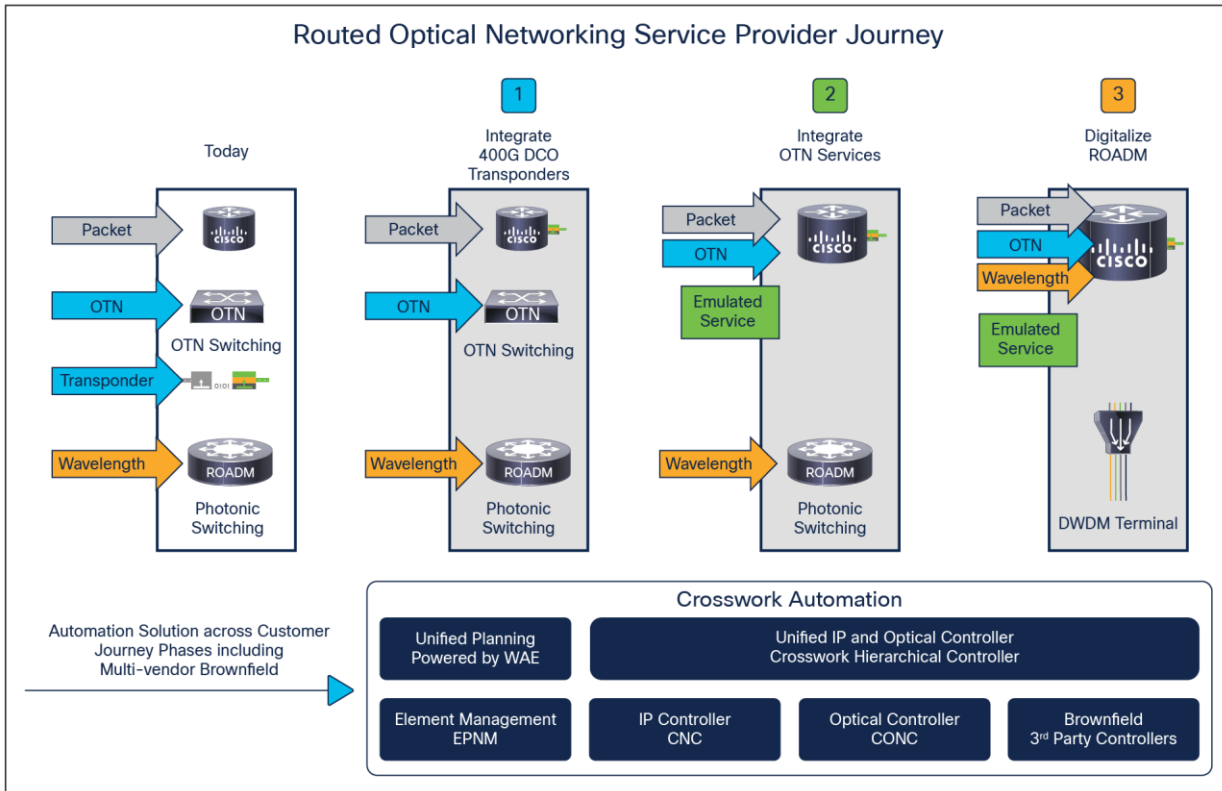 Routed Optical Networking Service Provider Journey
Today
Packet
CISCO
OTN
OTN
OTN Switching
Transponder
0101
Wavelength
ROADM
Photonic
Switching
1
Integrate
400G DCO
Transponders
Packet
CISCO
OTN
OTN
OTN Switching
Wavelength
ROADM
Photonic
Switching
2
Integrate
OTN Services
Packet
OTN
CISCO
Emulated
Service
Wavelength
ROADM
Photonic
Switching
3
Digitalize
ROADM
Packet
OTN
CISCO
Wavelength
Emulated
Service
DWDM Terminal
Automation Solution across Customer
Journey Phases including
Multi-vendor Brownfield
Crosswork Automation
Unified Planning
Powered by WAE
Unified IP and Optical Controller
Crosswork Hierarchical Controller
Element Management
EPNM
IP Controller
CNC
Optical Controller
CONC
Brownfield
3rd Party Controllers